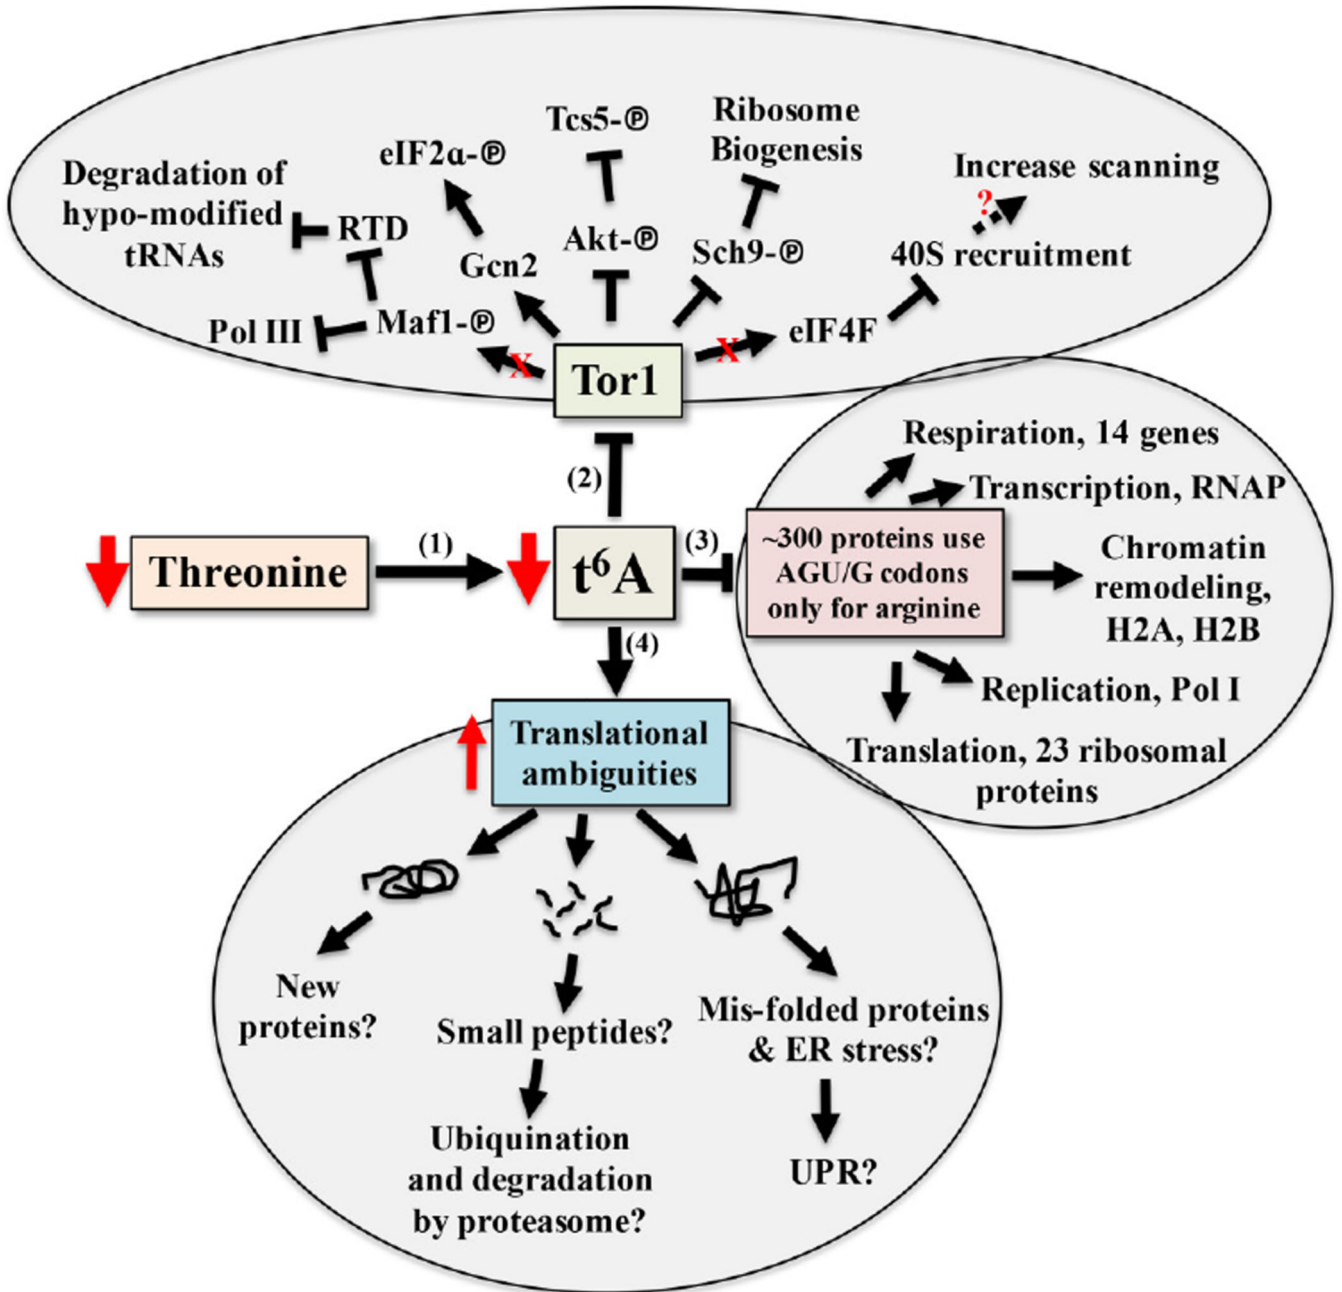 Tcs5-℗
Ribosome
Biogenesis
eIF2α-℗
Increase scanning
?
Degradation of
hypo-modified
tRNAs
RTD
Akt-℗
Sch9-℗
40S recruitment
Gcn2
Pol III
Maf1-℗
eIF4F
X
X
Tor1
(2)
Respiration, 14 genes
Transcription, RNAP
Threonine
(1)
t⁶A
(3)
~300 proteins use
AGU/G codons
only for arginine
Chromatin
remodeling,
H2A, H2B
(4)
Replication, Pol I
Translation, 23 ribosomal
proteins
Translational
ambiguities
New
proteins?
Small peptides?
Mis-folded proteins
& ER stress?
Ubiquination
and degradation
by proteasome?
UPR?